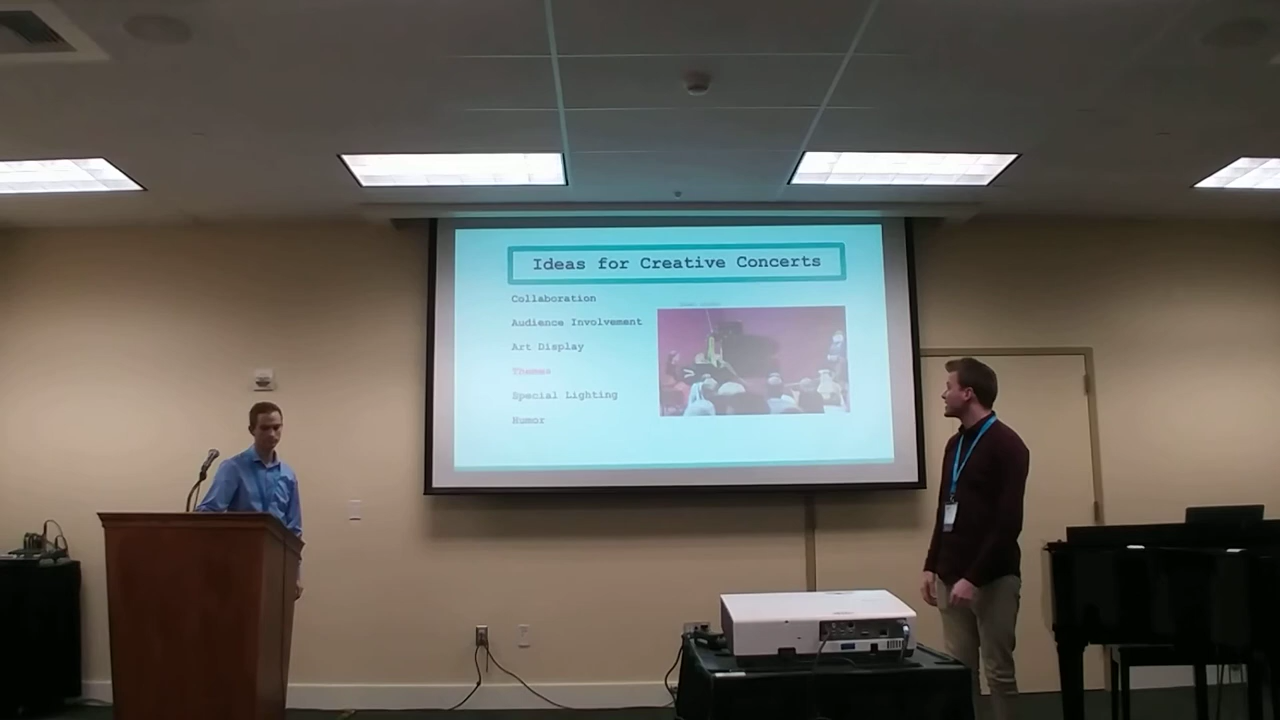 Ideas for Creative Concerts
Collaboration
Audience Involvement
Art Display
Themes
Special Lighting
Humor